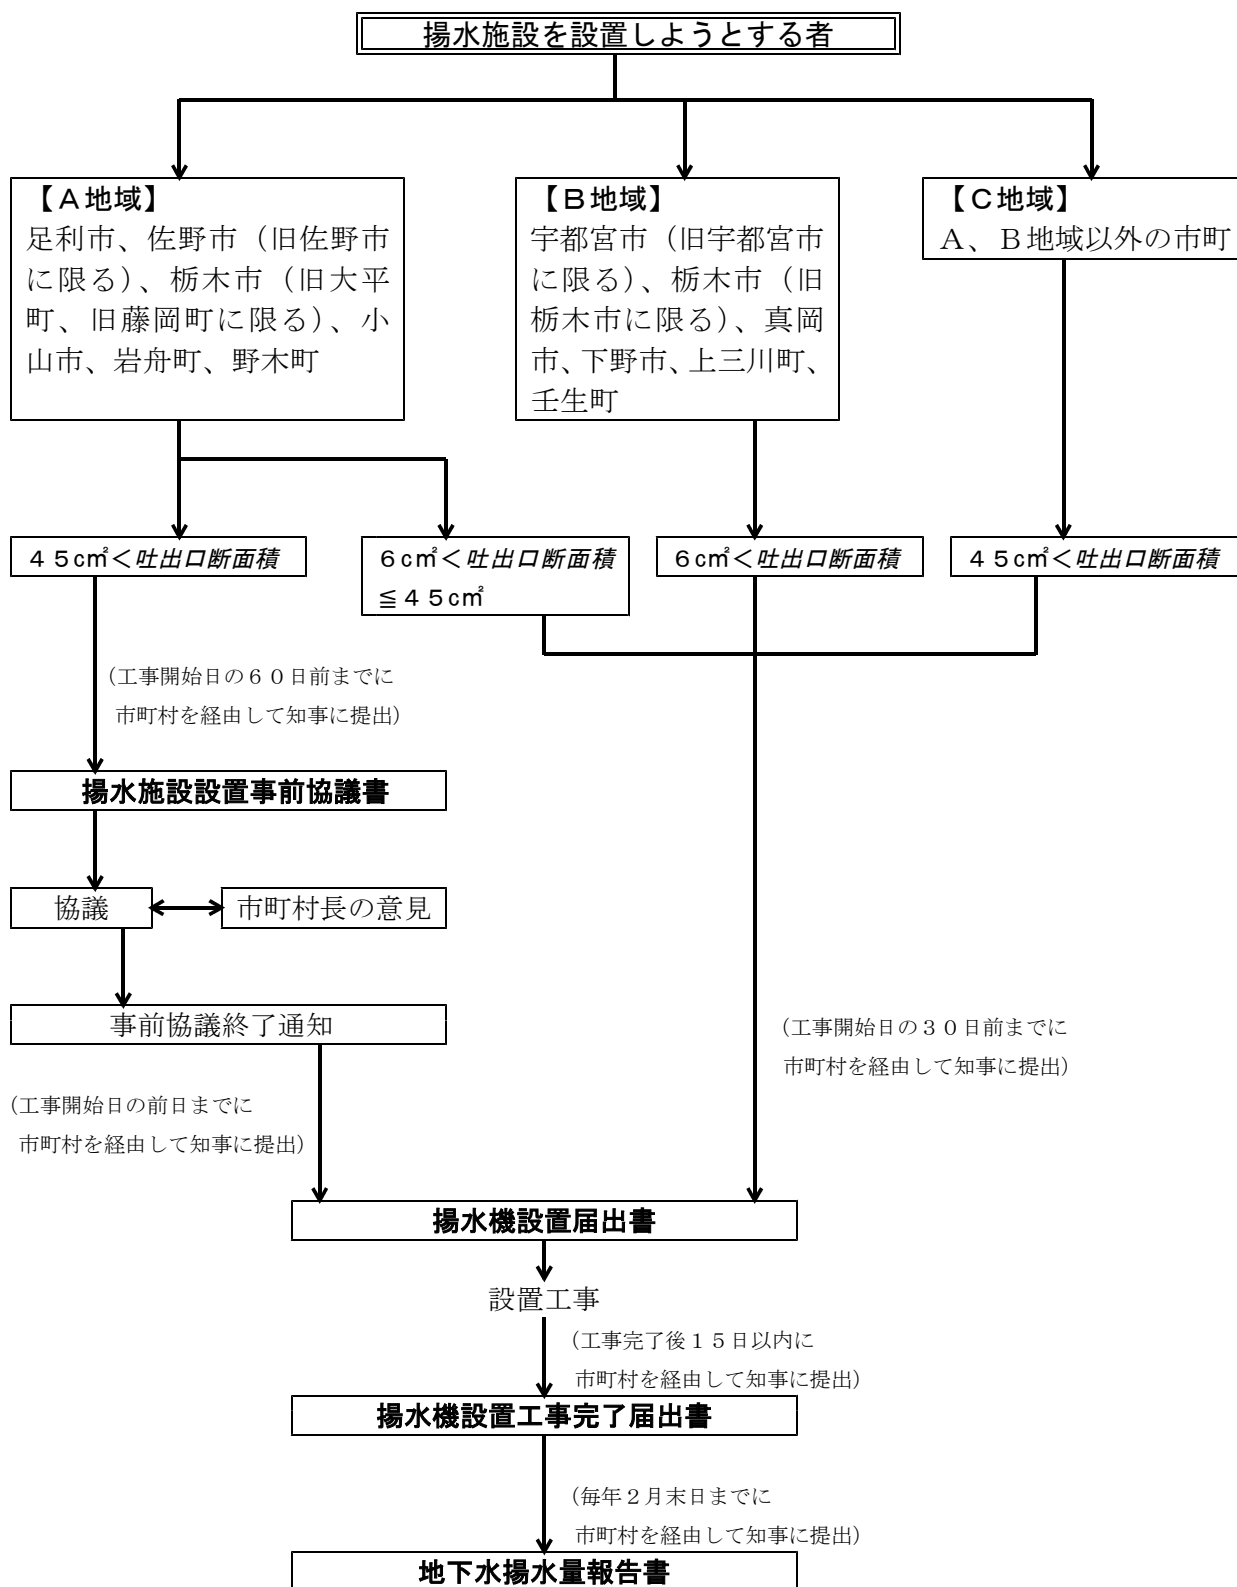 揚水施設を設置しようとする者
【Ａ地域】
足利市、佐野市（旧佐野市
に限る）、栃木市（旧大平
町、旧藤岡町に限る）、小
山市、岩舟町、野木町
【Ｂ地域】
宇都宮市（旧宇都宮市
に限る）、栃木市（旧
栃木市に限る）、真岡
市、下野市、上三川町、
壬生町
【Ｃ地域】
Ａ、Ｂ地域以外の市町
４５c㎡＜吐出口断面積
６c㎡＜吐出口断面積
≦４５c㎡
６c㎡＜吐出口断面積
４５c㎡＜吐出口断面積
（工事開始日の６０日前までに
市町村を経由して知事に提出）
揚水施設設置事前協議書
協議
市町村長の意見
事前協議終了通知
（工事開始日の３０日前までに
市町村を経由して知事に提出）
（工事開始日の前日までに
市町村を経由して知事に提出）
揚水機設置届出書
設置工事
（工事完了後１５日以内に
市町村を経由して知事に提出）
揚水機設置工事完了届出書
（毎年２月末日までに
市町村を経由して知事に提出）
地下水揚水量報告書